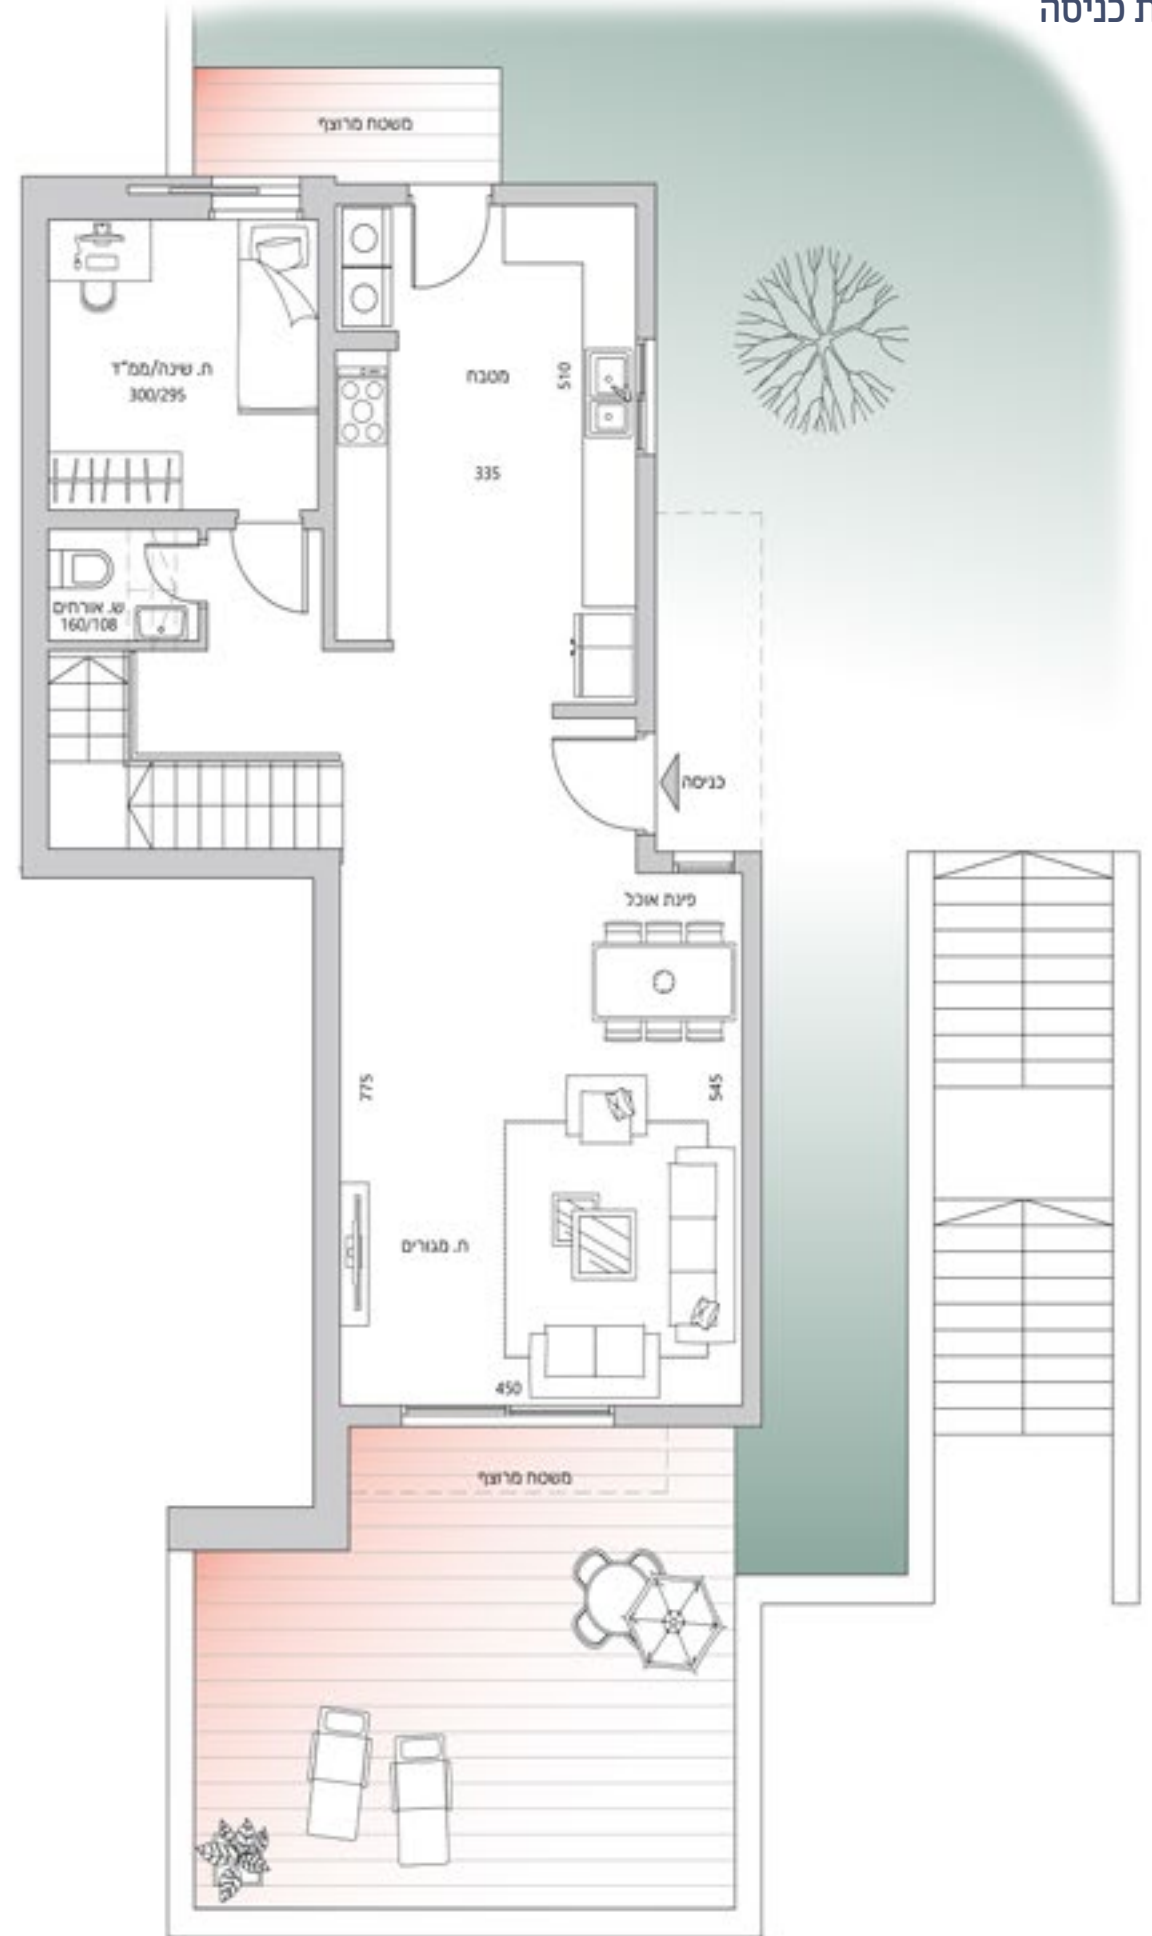 ת כניסה
משטח מרוצף
ח. שינה/ממ"ד
300/295
מטבח
510
335
ש. אורחים
160/108
כניסה
פינת אוכל
775
545
ח. מגורים
450
משטח מרוצף